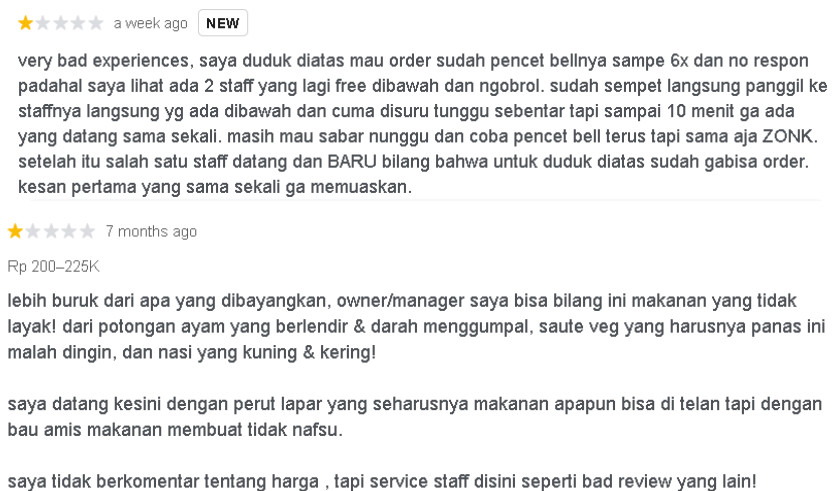 a week ago NEW
very bad experiences, saya duduk diatas mau order sudah pencet bellnya sampe 6x dan no respon
padahal saya lihat ada 2 staff yang lagi free dibawah dan ngobrol. sudah sempet langsung panggil ke
staffnya langsung yg ada dibawah dan cuma disuru tunggu sebentar tapi sampai 10 menit ga ada
yang datang sama sekali. masih mau sabar nunggu dan coba pencet bell terus tapi sama aja ZONK.
setelah itu salah satu staff datang dan BARU bilang bahwa untuk duduk diatas sudah gabisa order.
kesan pertama yang sama sekali ga memuaskan.
7 months ago
Rp 200–225K
lebih buruk dari apa yang dibayangkan, owner/manager saya bisa bilang ini makanan yang tidak
layak! dari potongan ayam yang berlendir & darah menggumpal, saute veg yang harusnya panas ini
malah dingin, dan nasi yang kuning & kering!
saya datang kesini dengan perut lapar yang seharusnya makanan apapun bisa di telan tapi dengan
bau amis makanan membuat tidak nafsu.
saya tidak berkomentar tentang harga , tapi service staff disini seperti bad review yang lain!